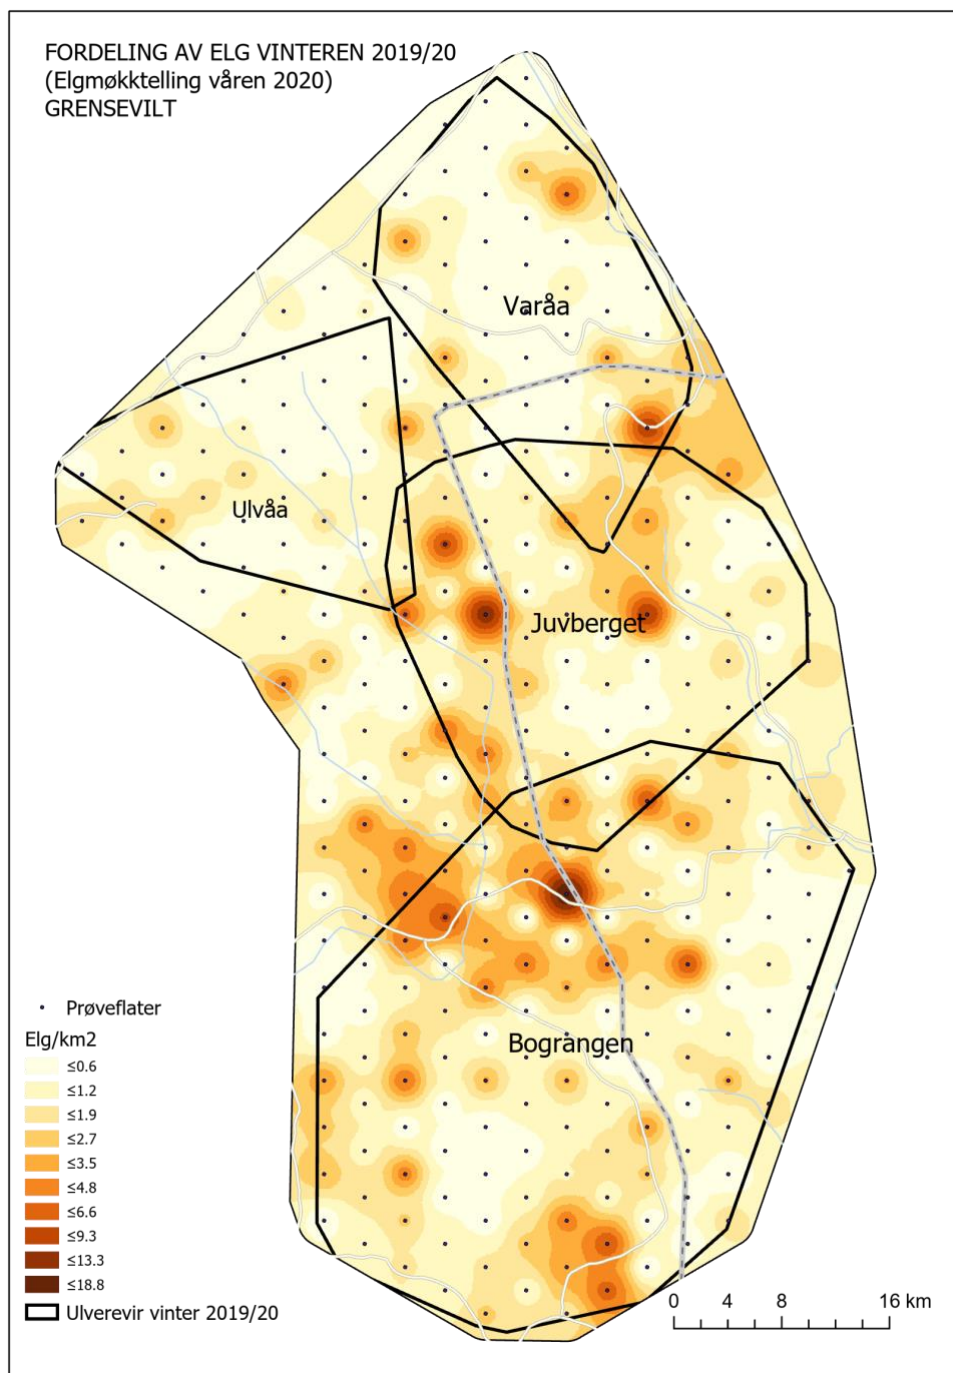 FORDELING AV ELG VINTEREN 2019/20
(Elgmøkktelling våren 2020)
GRENSEVILT
Varåa
Ulvåa
Juvberget
Bograngen
Prøveflater
Elg/km2
≤0.6
≤1.2
≤1.9
≤2.7
≤3.5
≤4.8
≤6.6
≤9.3
≤13.3
≤18.8
Ulverevir vinter 2019/20
0 4 8 16 km